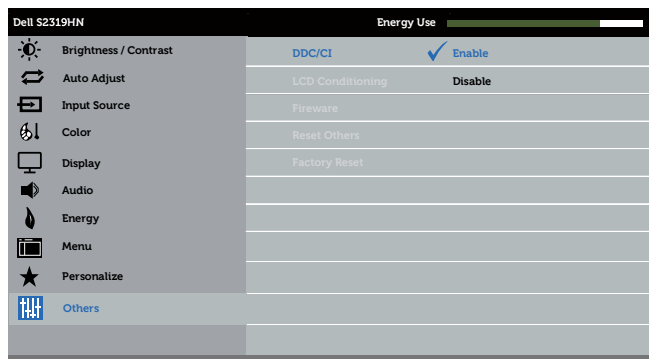 Dell S2319HN Energy Use
Brightness / Contrast DDC/CI Enable
Auto Adjust LCD Conditioning Disable
Input Source Fireware
Color Reset Others
Display Factory Reset
Audio
Energy
Menu
Personalize
Others